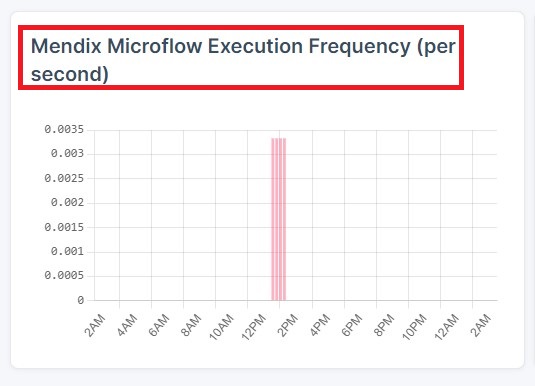 Mendix Microflow Execution Frequency (per
second)
0.0035
0.003
0.0025
0.002
0.0015
0.001
0.0005
0
2AM 4AM 6AM 8AM 10AM 12PM 2PM 4PM 6PM 8PM 10PM 12AM 2AM